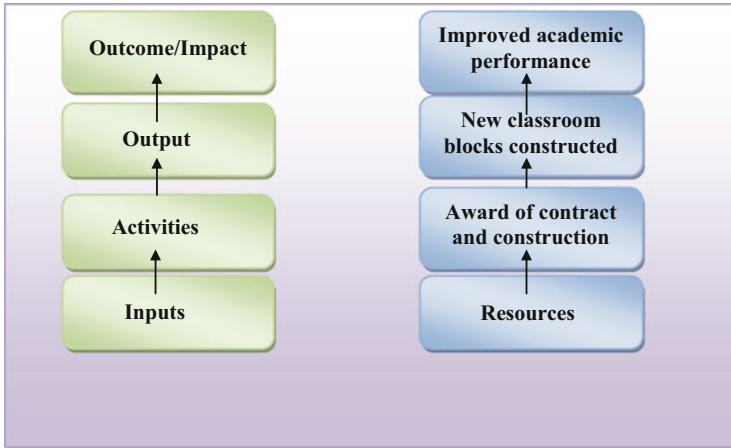 Outcome/Impact
Output
Activities
Inputs
Improved academic
performance
New classroom
blocks constructed
Award of contract
and construction
Resources